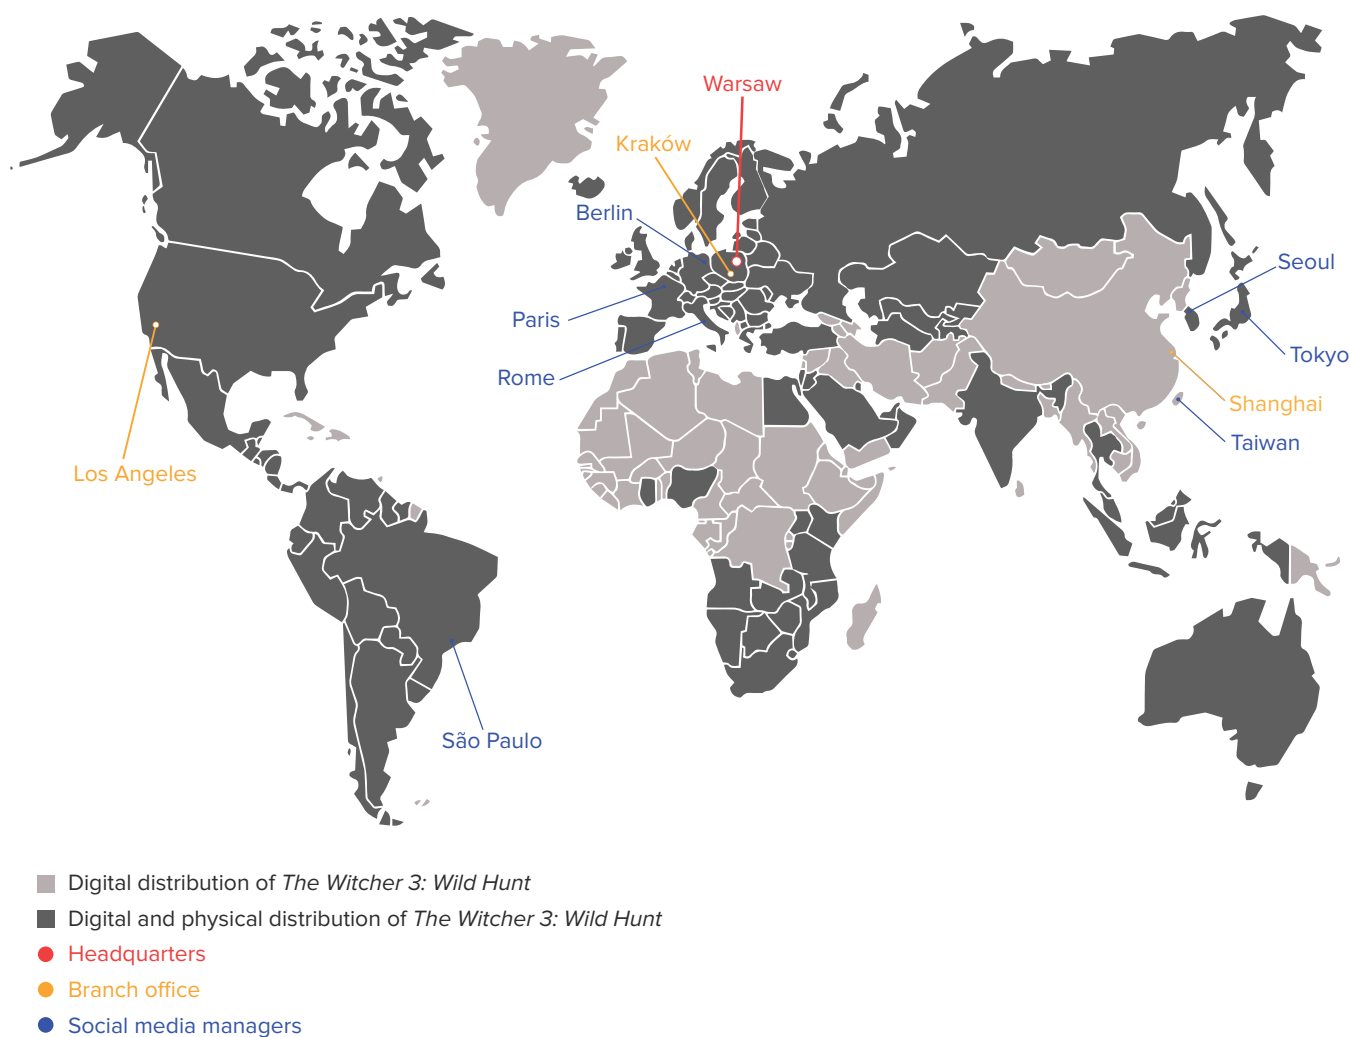 Warsaw
Kraków
Berlin
Seoul
Paris
Tokyo
Rome
Shanghai
Taiwan
Los Angeles
São Paulo
Digital distribution of The Witcher 3: Wild Hunt
Digital and physical distribution of The Witcher 3: Wild Hunt
Headquarters
Branch office
Social media managers